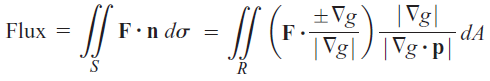 Flux = ∬_S F · n dσ = ∬_R (F · ±∇g / |∇g|) |∇g| / |∇g · p| dA